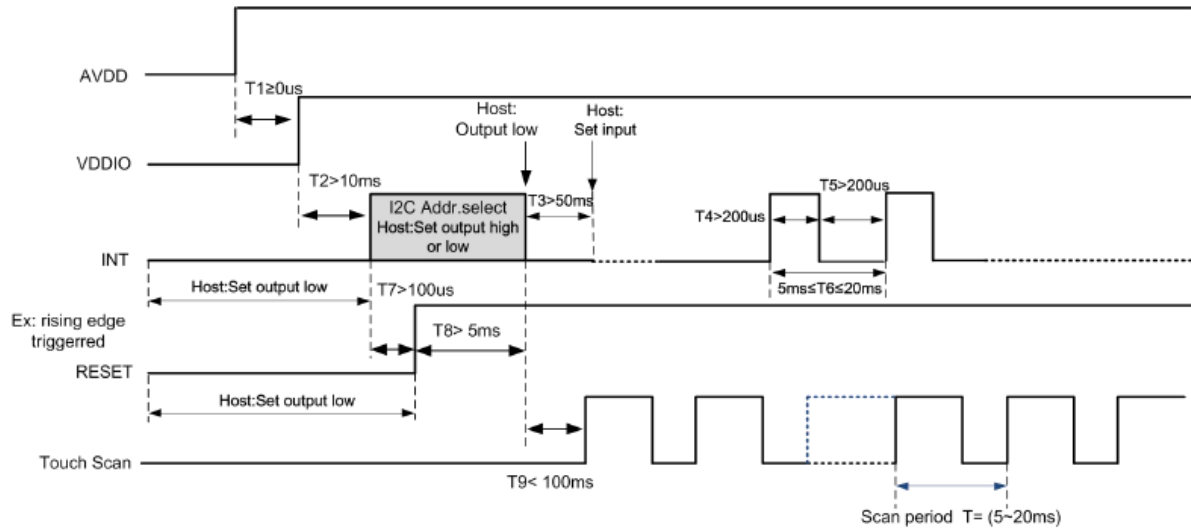 AVDD
T1≥0us
Host:
Output low
Host:
Set input
VDDIO
T2>10ms
I2C Addr.select
Host:Set output high
or low
T3>50ms
T4>200us
T5>200us
INT
Host:Set output low
T7>100us
5ms≤T6≤20ms
Ex: rising edge
triggerred
T8> 5ms
RESET
Host:Set output low
Touch Scan
T9< 100ms
Scan period T= (5~20ms)